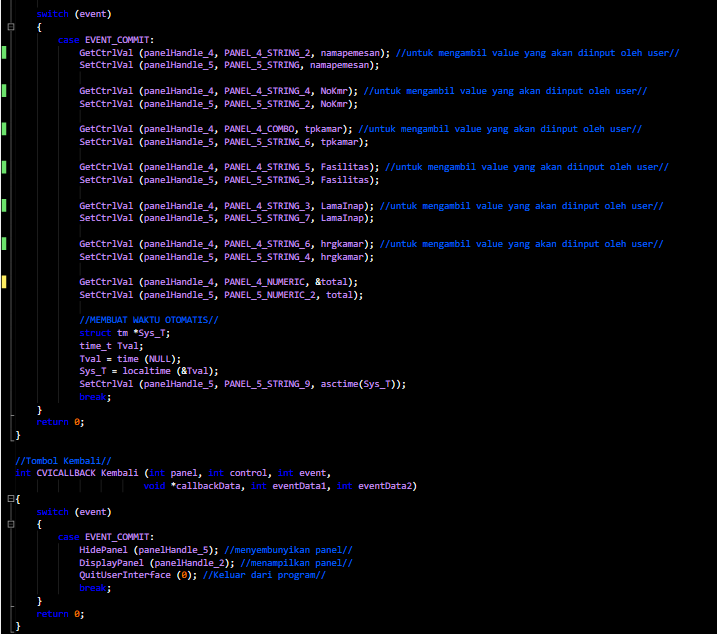 switch (event)
{
case EVENT_COMMIT:
GetCtrlVal (panelHandle_4, PANEL_4_STRING_2, namapemesan); //untuk mengambil value yang akan diinput oleh user//
SetCtrlVal (panelHandle_5, PANEL_5_STRING, namapemesan);
GetCtrlVal (panelHandle_4, PANEL_4_STRING_4, NoKmr); //untuk mengambil value yang akan diinput oleh user//
SetCtrlVal (panelHandle_5, PANEL_5_STRING_2, NoKmr);
GetCtrlVal (panelHandle_4, PANEL_4_COMBO, tpkamar); //untuk mengambil value yang akan diinput oleh user//
SetCtrlVal (panelHandle_5, PANEL_5_STRING_6, tpkamar);
GetCtrlVal (panelHandle_4, PANEL_4_STRING_5, Fasilitas); //untuk mengambil value yang akan diinput oleh user//
SetCtrlVal (panelHandle_5, PANEL_5_STRING_3, Fasilitas);
GetCtrlVal (panelHandle_4, PANEL_4_STRING_3, LamaInap); //untuk mengambil value yang akan diinput oleh user//
SetCtrlVal (panelHandle_5, PANEL_5_STRING_7, LamaInap);
GetCtrlVal (panelHandle_4, PANEL_4_STRING_6, hrgkamar); //untuk mengambil value yang akan diinput oleh user//
SetCtrlVal (panelHandle_5, PANEL_5_STRING_4, hrgkamar);
GetCtrlVal (panelHandle_4, PANEL_4_NUMERIC, &total);
SetCtrlVal (panelHandle_5, PANEL_5_NUMERIC_2, total);
//MEMBUAT WAKTU OTOMATIS//
struct tm *Sys_T;
time_t Tval;
Tval = time (NULL);
Sys_T = localtime (&Tval);
SetCtrlVal (panelHandle_5, PANEL_5_STRING_9, asctime(Sys_T));
break;
}
return 0;
}
//Tombol Kembali//
int CVICALLBACK Kembali (int panel, int control, int event,
void *callbackData, int eventData1, int eventData2)
{
switch (event)
{
case EVENT_COMMIT:
HidePanel (panelHandle_5); //menyembunyikan panel//
DisplayPanel (panelHandle_2); //menampilkan panel//
QuitUserInterface (0); //Keluar dari program//
break;
}
return 0;
}